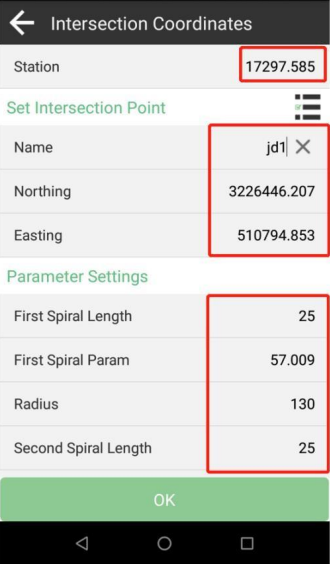 Intersection Coordinates
Station 17297.585
Set Intersection Point
Name jd1
Northing 3226446.207
Easting 510794.853
Parameter Settings
First Spiral Length 25
First Spiral Param 57.009
Radius 130
Second Spiral Length 25
OK